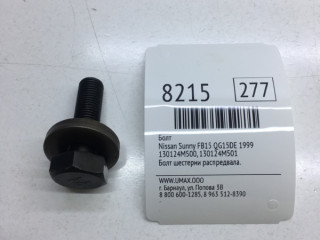 8215 277
Болт
Nissan Sunny FB15 QG15DE 1999
130124M500, 130124M501
Болт шестерни распредвала.
WWW.UMAX.OOO
г. Барнаул, ул. Попова 38
8 800 600-1285, 8 963 512-8390